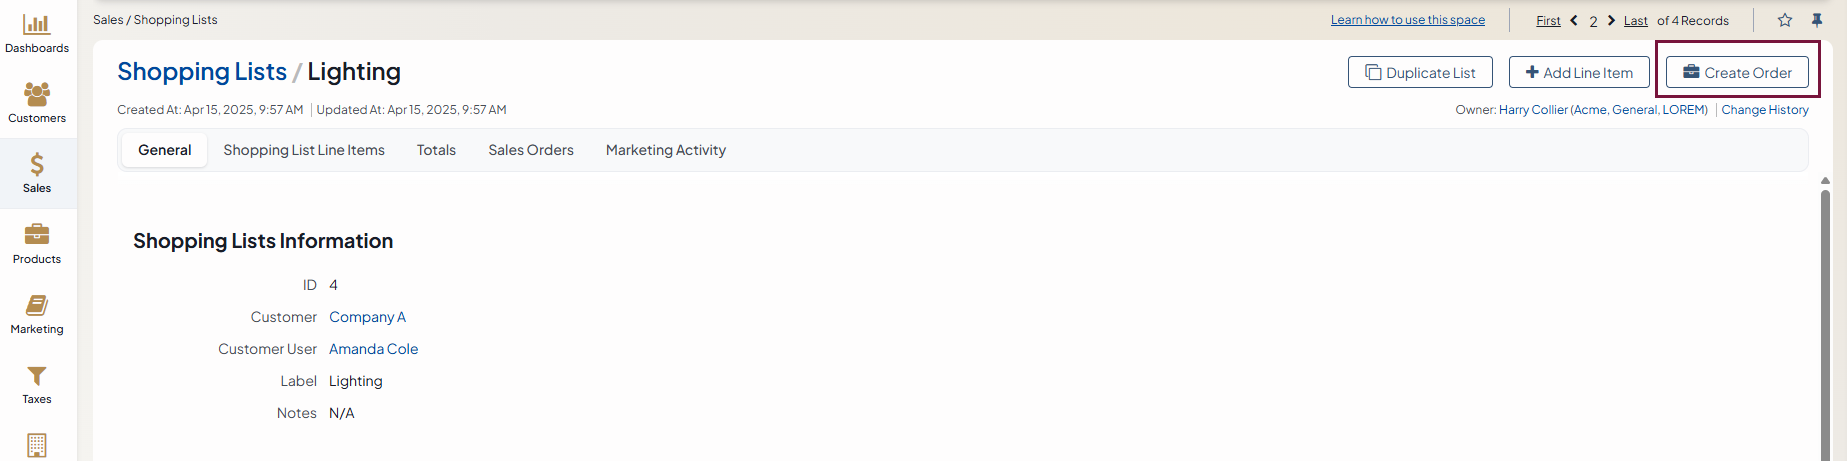 Dashboards
Customers
Sales
Products
Marketing
Taxes
Sales / Shopping Lists
Learn how to use this space
First 2 Last of 4 Records
Shopping Lists / Lighting
Duplicate List
Add Line Item
Create Order
Created At: Apr 15, 2025, 9:57 AM
Updated At: Apr 15, 2025, 9:57 AM
Owner: Harry Collier (Acme, General, LOREM)
Change History
General
Shopping List Line Items
Totals
Sales Orders
Marketing Activity
Shopping Lists Information
ID 4
Customer Company A
Customer User Amanda Cole
Label Lighting
Notes N/A